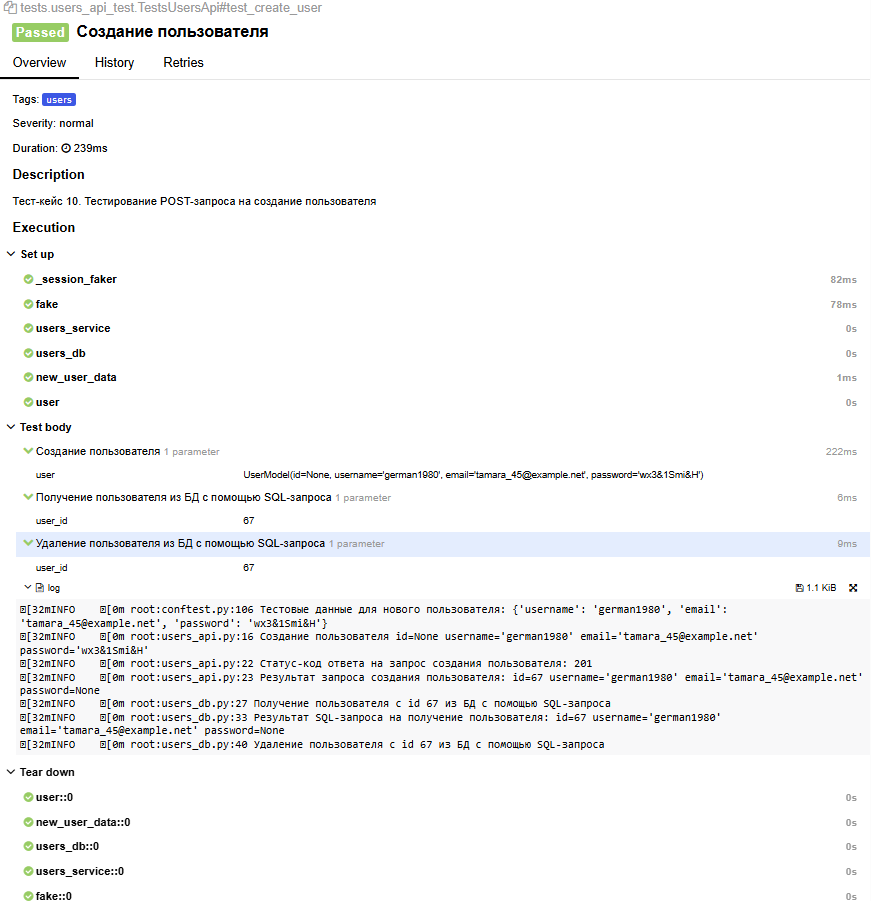 tests.users_api_test.TestsUsersApi#test_create_user
Passed Создание пользователя
Overview History Retries
Tags: users
Severity: normal
Duration: 239ms
Description
Тест-кейс 10. Тестирование POST-запроса на создание пользователя
Execution
Set up
_session_faker 82ms
fake 78ms
users_service 0s
users_db 0s
new_user_data 1ms
user 0s
Test body
Создание пользователя 1 parameter 222ms
user UserModel(id=None, username='german1980', email='tamara_45@example.net', password='wx3&1Smi&H')
Получение пользователя из БД с помощью SQL-запроса 1 parameter 6ms
user_id 67
Удаление пользователя из БД с помощью SQL-запроса 1 parameter 9ms
user_id 67
log 1.1 KiB
[32mINFO [0m root:conftest.py:106 Тестовые данные для нового пользователя: {'username': 'german1980', 'email':
'tamara_45@example.net', 'password': 'wx3&1Smi&H'}
[32mINFO [0m root:users_api.py:16 Создание пользователя id=None username='german1980' email='tamara_45@example.net'
password='wx3&1Smi&H'
[32mINFO [0m root:users_api.py:22 Статус-код ответа на запрос создания пользователя: 201
[32mINFO [0m root:users_api.py:23 Результат запроса создания пользователя: id=67 username='german1980' email='tamara_45@example.net'
password=None
[32mINFO [0m root:users_db.py:27 Получение пользователя с id 67 из БД с помощью SQL-запроса
[32mINFO [0m root:users_db.py:33 Результат SQL-запроса на получение пользователя: id=67 username='german1980'
email='tamara_45@example.net' password=None
[32mINFO [0m root:users_db.py:40 Удаление пользователя с id 67 из БД с помощью SQL-запроса
Tear down
user::0 0s
new_user_data::0 0s
users_db::0 0s
users_service::0 0s
fake::0 0s